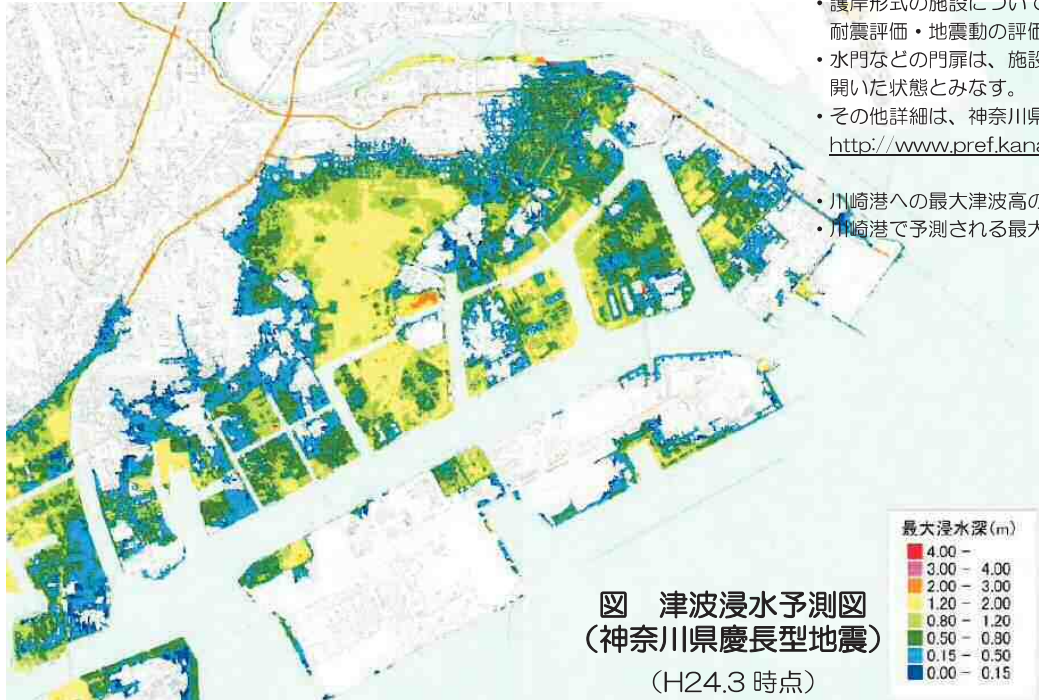 ・護岸形式の施設について
耐震評価・地震動の評価
・水門などの門扉は、施設
開いた状態とみなす。
・その他詳細は、神奈川県
http://www.pref.kana
・川崎港への最大津波高の
・川崎港で予測される最大
最大浸水深(m)
4.00 -
3.00 - 4.00
2.00 - 3.00
1.20 - 2.00
0.80 - 1.20
0.50 - 0.80
0.15 - 0.50
0.00 - 0.15
図 津波浸水予測図
(神奈川県慶長型地震)
(H24.3 時点)